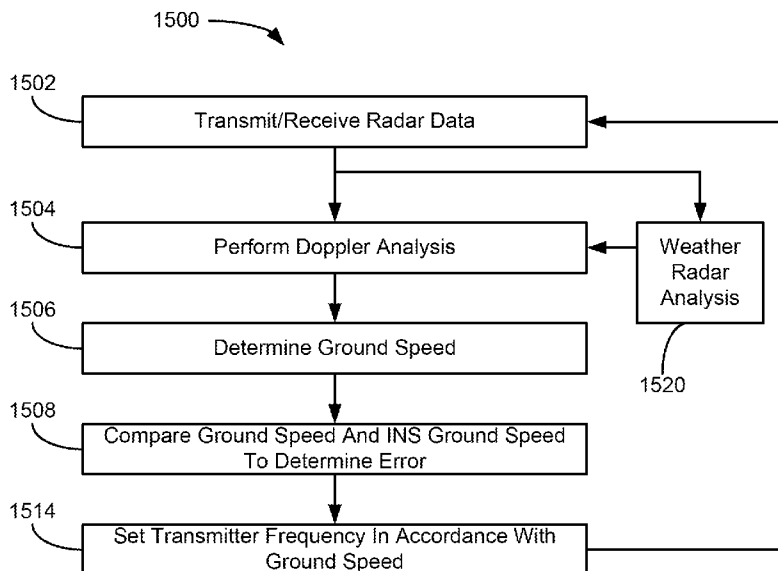 1500
1502
Transmit/Receive Radar Data
1504
Perform Doppler Analysis
Weather
Radar
Analysis
1506
Determine Ground Speed
1520
1508
Compare Ground Speed And INS Ground Speed
To Determine Error
1514
Set Transmitter Frequency In Accordance With
Ground Speed